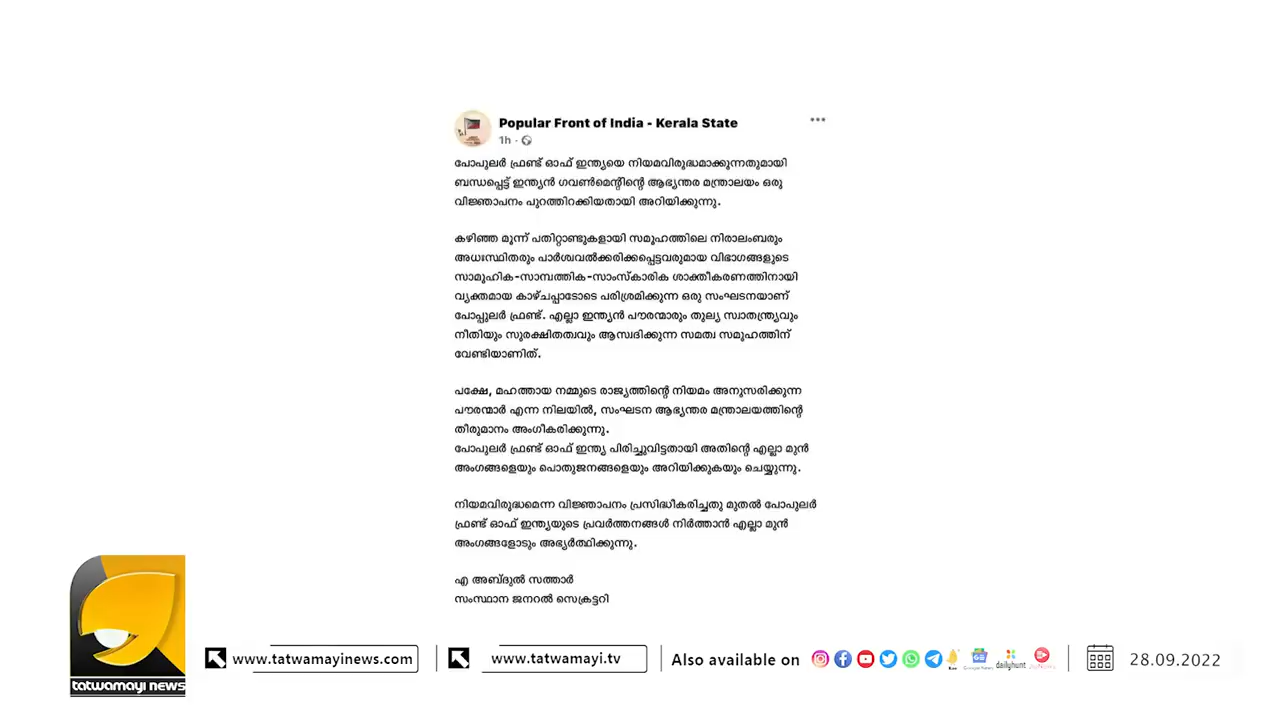 Popular Front of India - Kerala State
1h ·
പോപുലർ ഫ്രണ്ട് ഓഫ് ഇന്ത്യയെ നിയമവിരുദ്ധമാക്കുന്നതുമായി
ബന്ധപ്പെട്ട് ഇന്ത്യൻ ഗവൺമെന്റിന്റെ ആഭ്യന്തര മന്ത്രാലയം ഒരു
വിജ്ഞാപനം പുറത്തിറക്കിയതായി അറിയിക്കുന്നു.
കഴിഞ്ഞ മൂന്ന് പതിറ്റാണ്ടുകളായി സമൂഹത്തിലെ നിരാലംബരും
അധഃസ്ഥിതരും പാർശ്വവൽക്കരിക്കപ്പെട്ടവരുമായ വിഭാഗങ്ങളുടെ
സാമൂഹിക-സാമ്പത്തിക-സാംസ്കാരിക ശാക്തീകരണത്തിനായി
വ്യക്തമായ കാഴ്ചപ്പാടോടെ പരിശ്രമിക്കുന്ന ഒരു സംഘടനയാണ്
പോപ്പുലർ ഫ്രണ്ട്. എല്ലാ ഇന്ത്യൻ പൗരന്മാരും തുല്യ സ്വാതന്ത്ര്യവും
നീതിയും സുരക്ഷിതത്വവും ആസ്വദിക്കുന്ന സമത്വ സമൂഹത്തിന്
വേണ്ടിയാണിത്.
പക്ഷേ, മഹത്തായ നമ്മുടെ രാജ്യത്തിന്റെ നിയമം അനുസരിക്കുന്ന
പൗരന്മാർ എന്ന നിലയിൽ, സംഘടന ആഭ്യന്തര മന്ത്രാലയത്തിന്റെ
തീരുമാനം അംഗീകരിക്കുന്നു.
പോപുലർ ഫ്രണ്ട് ഓഫ് ഇന്ത്യ പിരിച്ചുവിട്ടതായി അതിന്റെ എല്ലാ മുൻ
അംഗങ്ങളെയും പൊതുജനങ്ങളെയും അറിയിക്കുകയും ചെയ്യുന്നു.
നിയമവിരുദ്ധമെന്ന വിജ്ഞാപനം പ്രസിദ്ധീകരിച്ചതു മുതൽ പോപുലർ
ഫ്രണ്ട് ഓഫ് ഇന്ത്യയുടെ പ്രവർത്തനങ്ങൾ നിർത്താൻ എല്ലാ മുൻ
അംഗങ്ങളോടും അഭ്യർത്ഥിക്കുന്നു.
എ അബ്ദുൽ സത്താർ
സംസ്ഥാന ജനറൽ സെക്രട്ടറി
tatwamayi news
www.tatwamayinews.com
www.tatwamayi.tv
Also available on
dailyhunt
28.09.2022